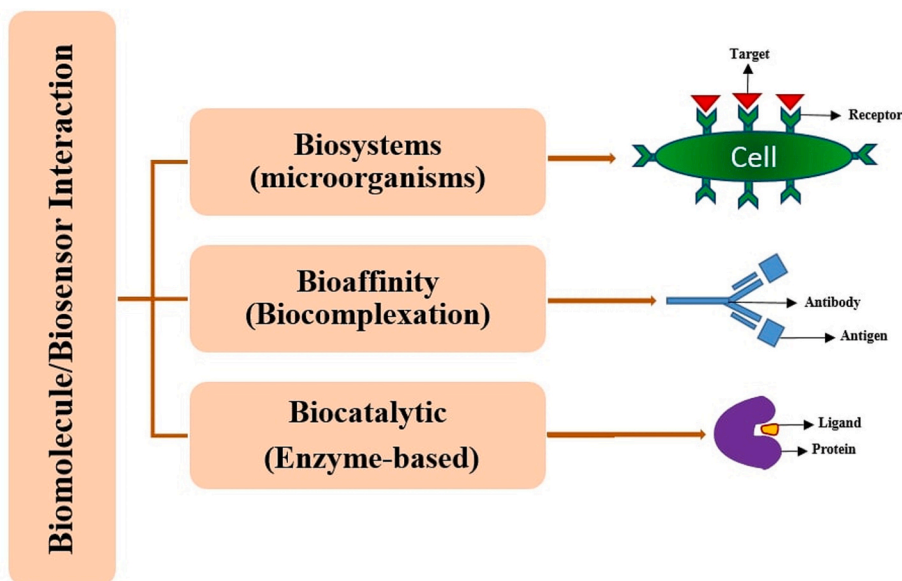 Biomolecule/Biosensor Interaction
Biosystems
(microorganisms)
Target
Receptor
Cell
Bioaffinity
(Biocomplexation)
Antibody
Antigen
Biocatalytic
(Enzyme-based)
Ligand
Protein